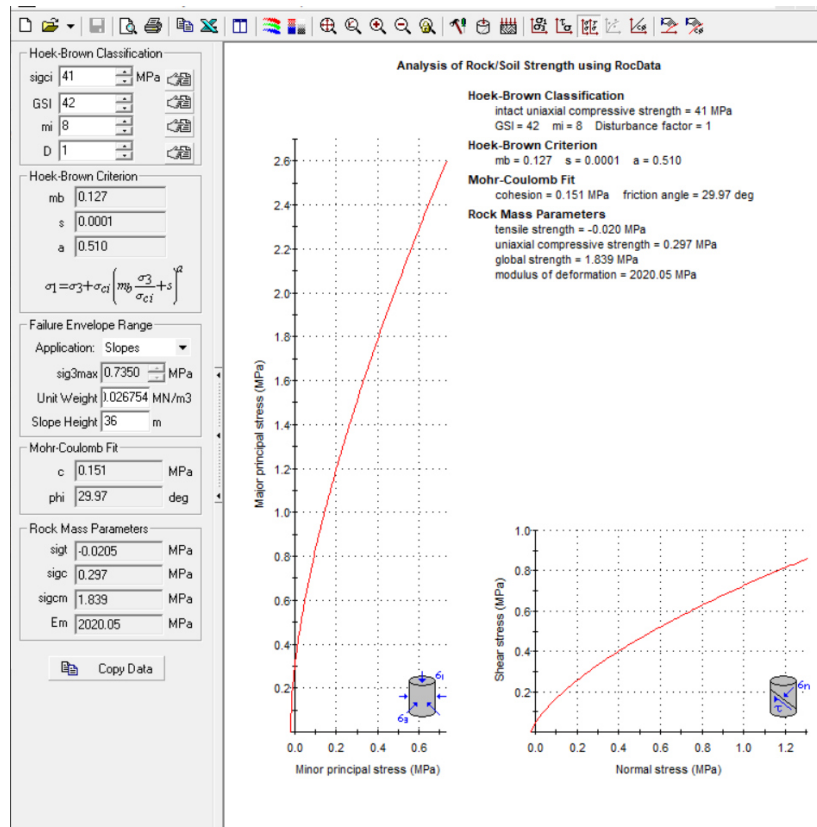 Hoek-Brown Classification
sigci 41 MPa
GSI 42
mi 8
D 1
Hoek-Brown Criterion
mb 0.127
s 0.0001
a 0.510
σ1=σ3+σci(mb σ3/σci+s)^a
Failure Envelope Range
Application: Slopes
sig3max 0.7350 MPa
Unit Weight 0.026754 MN/m3
Slope Height 36 m
Mohr-Coulomb Fit
c 0.151 MPa
phi 29.97 deg
Rock Mass Parameters
sigt -0.0205 MPa
sigc 0.297 MPa
sigcm 1.839 MPa
Em 2020.05 MPa
Copy Data
Analysis of Rock/Soil Strength using RocData
Hoek-Brown Classification
intact uniaxial compressive strength = 41 MPa
GSI = 42 mi = 8 Disturbance factor = 1
Hoek-Brown Criterion
mb = 0.127 s = 0.0001 a = 0.510
Mohr-Coulomb Fit
cohesion = 0.151 MPa friction angle = 29.97 deg
Rock Mass Parameters
tensile strength = -0.020 MPa
uniaxial compressive strength = 0.297 MPa
global strength = 1.839 MPa
modulus of deformation = 2020.05 MPa
Major principal stress (MPa)
2.6
2.4
2.2
2.0
1.8
1.6
1.4
1.2
1.0
0.8
0.6
0.4
0.2
0.0 0.2 0.4 0.6
Minor principal stress (MPa)
σ1
σ3
Shear stress (MPa)
1.0
0.8
0.6
0.4
0.2
0.0 0.2 0.4 0.6 0.8 1.0 1.2
Normal stress (MPa)
σn
τ